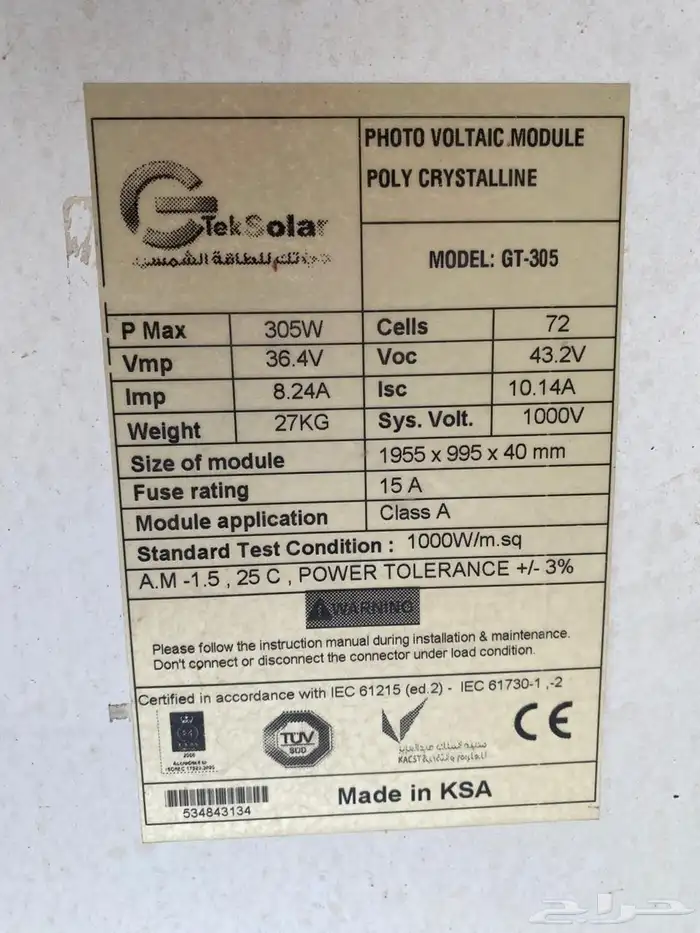 G
TekSolar
للطاقة الشمسية
PHOTO VOLTAIC MODULE
POLY CRYSTALLINE
MODEL: GT-305
P Max 305W Cells 72
Vmp 36.4V Voc 43.2V
Imp 8.24A Isc 10.14A
Weight 27KG Sys. Volt. 1000V
Size of module 1955 x 995 x 40 mm
Fuse rating 15 A
Module application Class A
Standard Test Condition : 1000W/m.sq
A.M -1.5 , 25 C , POWER TOLERANCE +/- 3%
WARNING
Please follow the instruction manual during installation & maintenance.
Don't connect or disconnect the connector under load condition.
Certified in accordance with IEC 61215 (ed.2) - IEC 61730-1 ,-2
TÜV
KACST
CE
534843134
Made in KSA
حراج